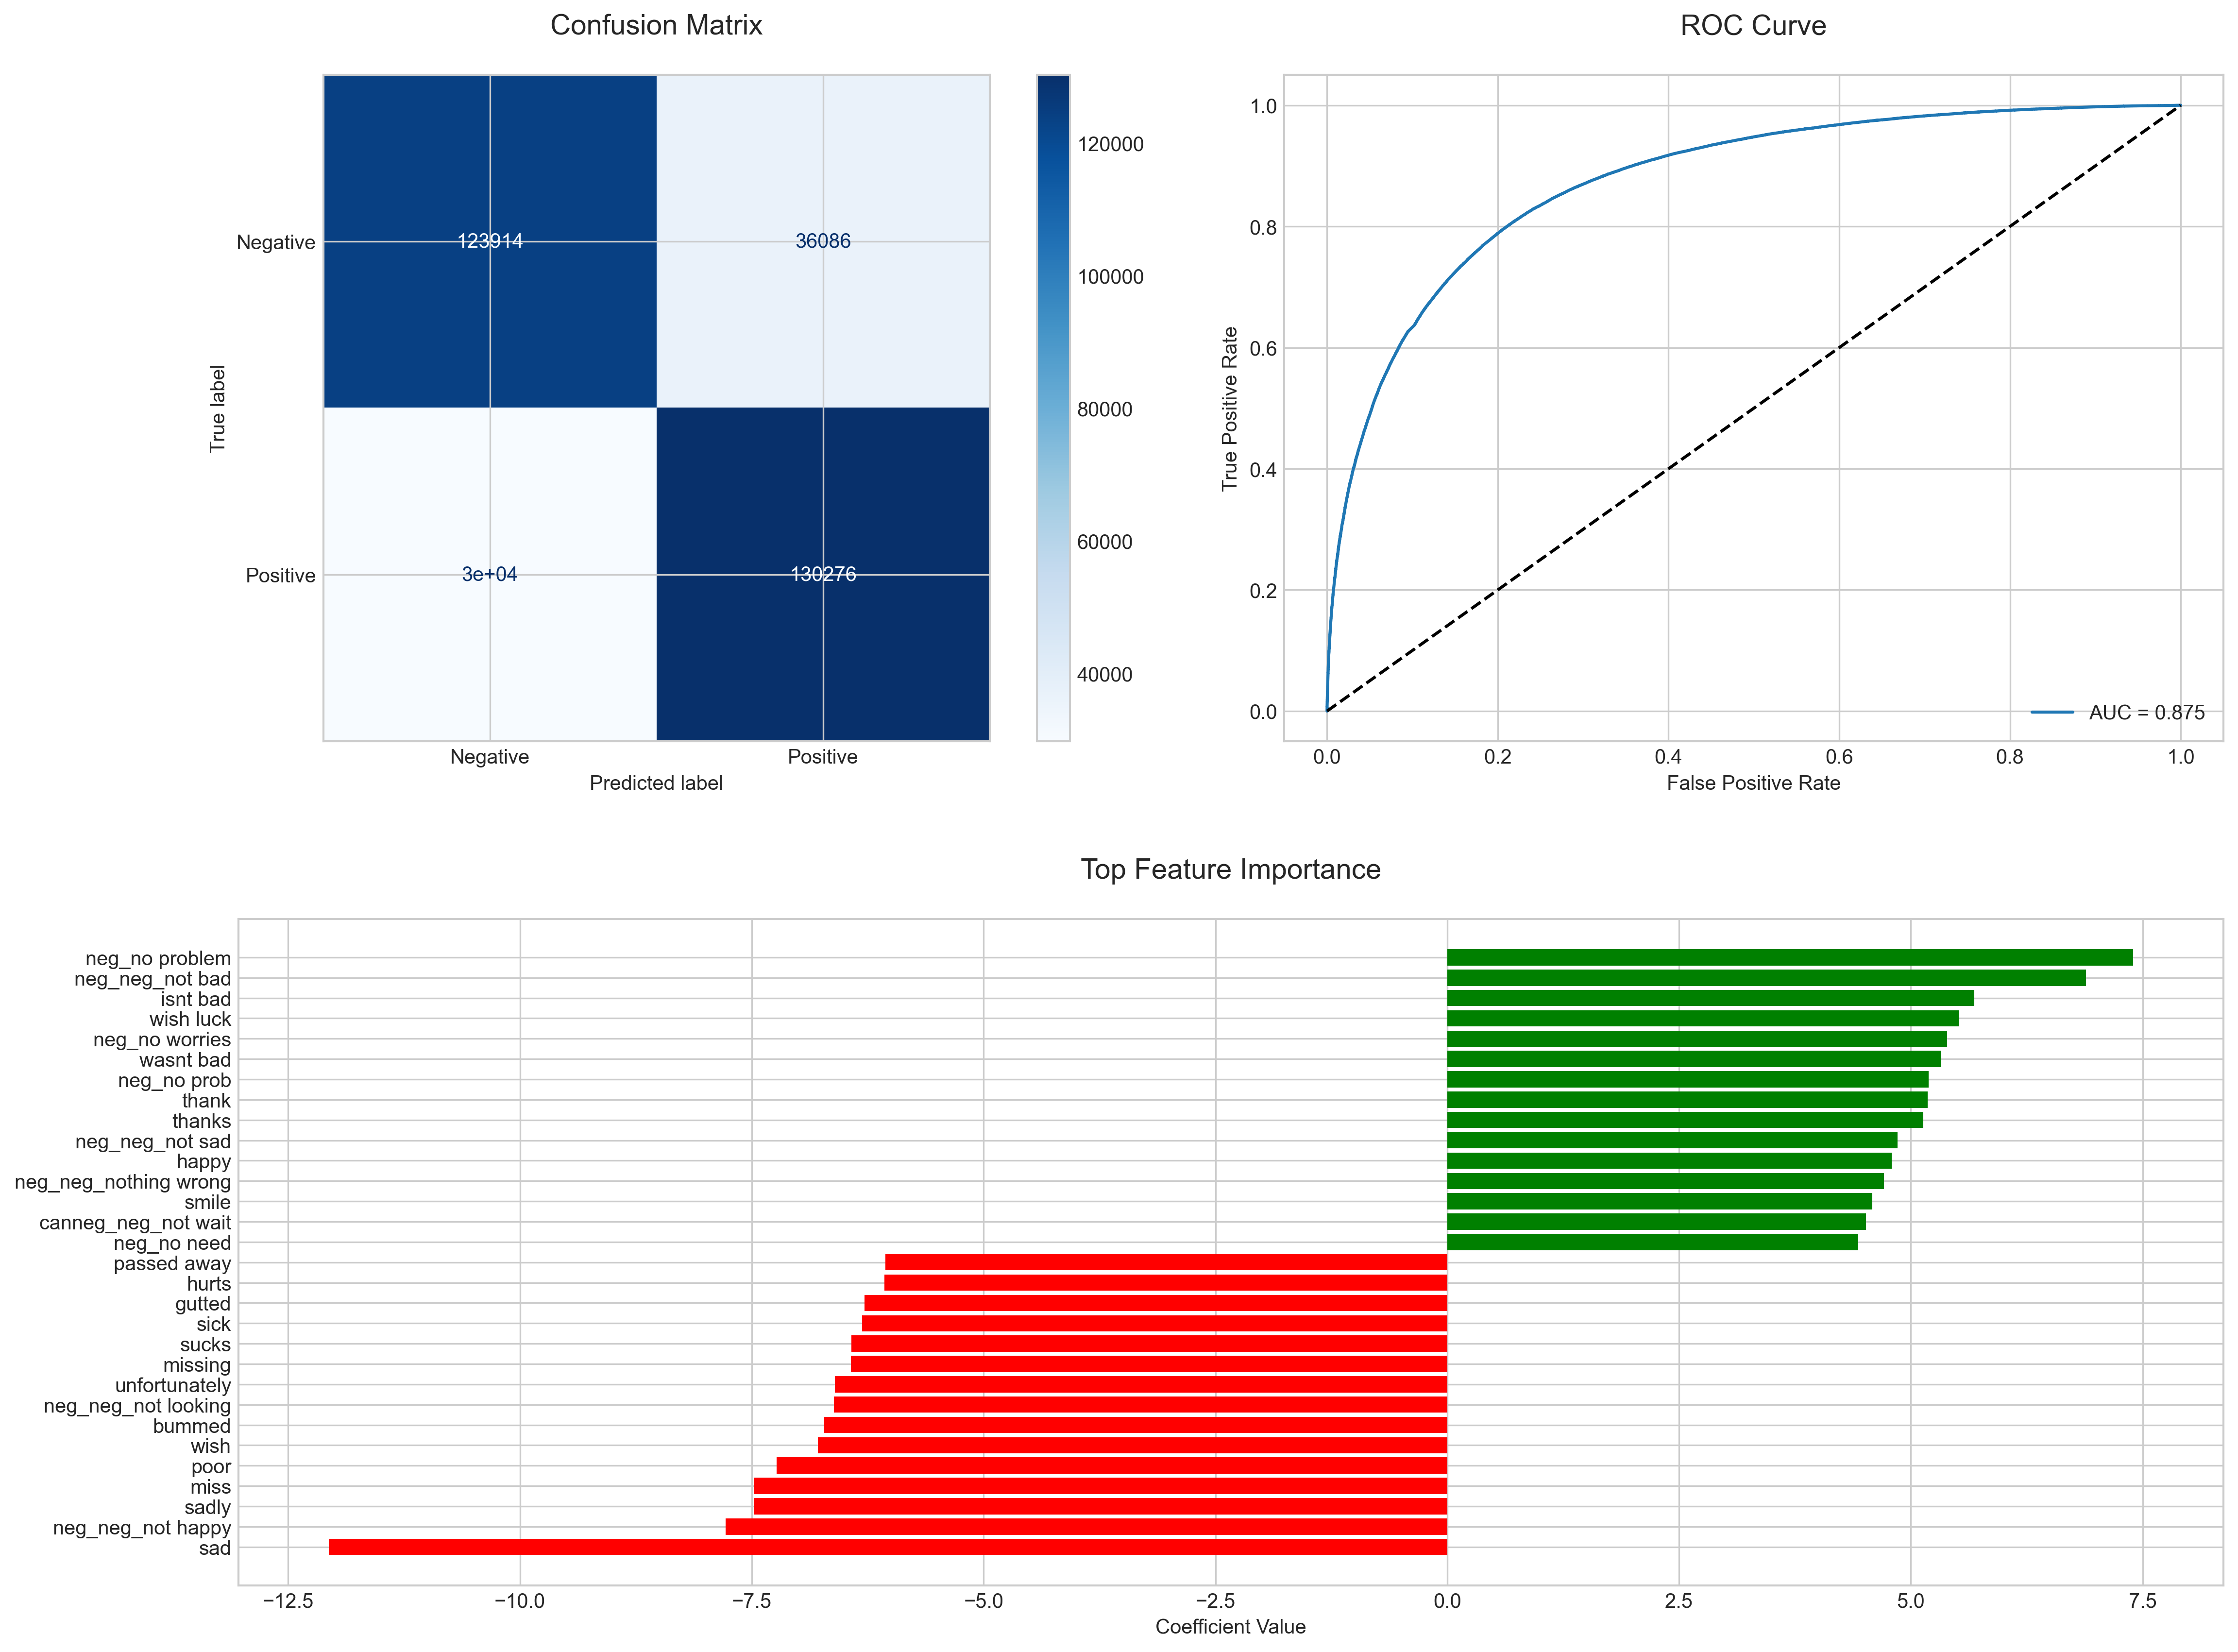 Confusion Matrix
Negative
Positive
True label
123914
36086
3e+04
130276
Negative
Positive
Predicted label
120000
100000
80000
60000
40000
ROC Curve
True Positive Rate
1.0
0.8
0.6
0.4
0.2
0.0
AUC = 0.875
0.0
0.2
0.4
0.6
0.8
1.0
False Positive Rate
Top Feature Importance
neg_no problem
neg_neg_not bad
isnt bad
wish luck
neg_no worries
wasnt bad
neg_no prob
thank
thanks
neg_neg_not sad
happy
neg_neg_nothing wrong
smile
canneg_neg_not wait
neg_no need
passed away
hurts
gutted
sick
sucks
missing
unfortunately
neg_neg_not looking
bummed
wish
poor
miss
sadly
neg_neg_not happy
sad
−12.5
−10.0
−7.5
−5.0
−2.5
0.0
2.5
5.0
7.5
Coefficient Value